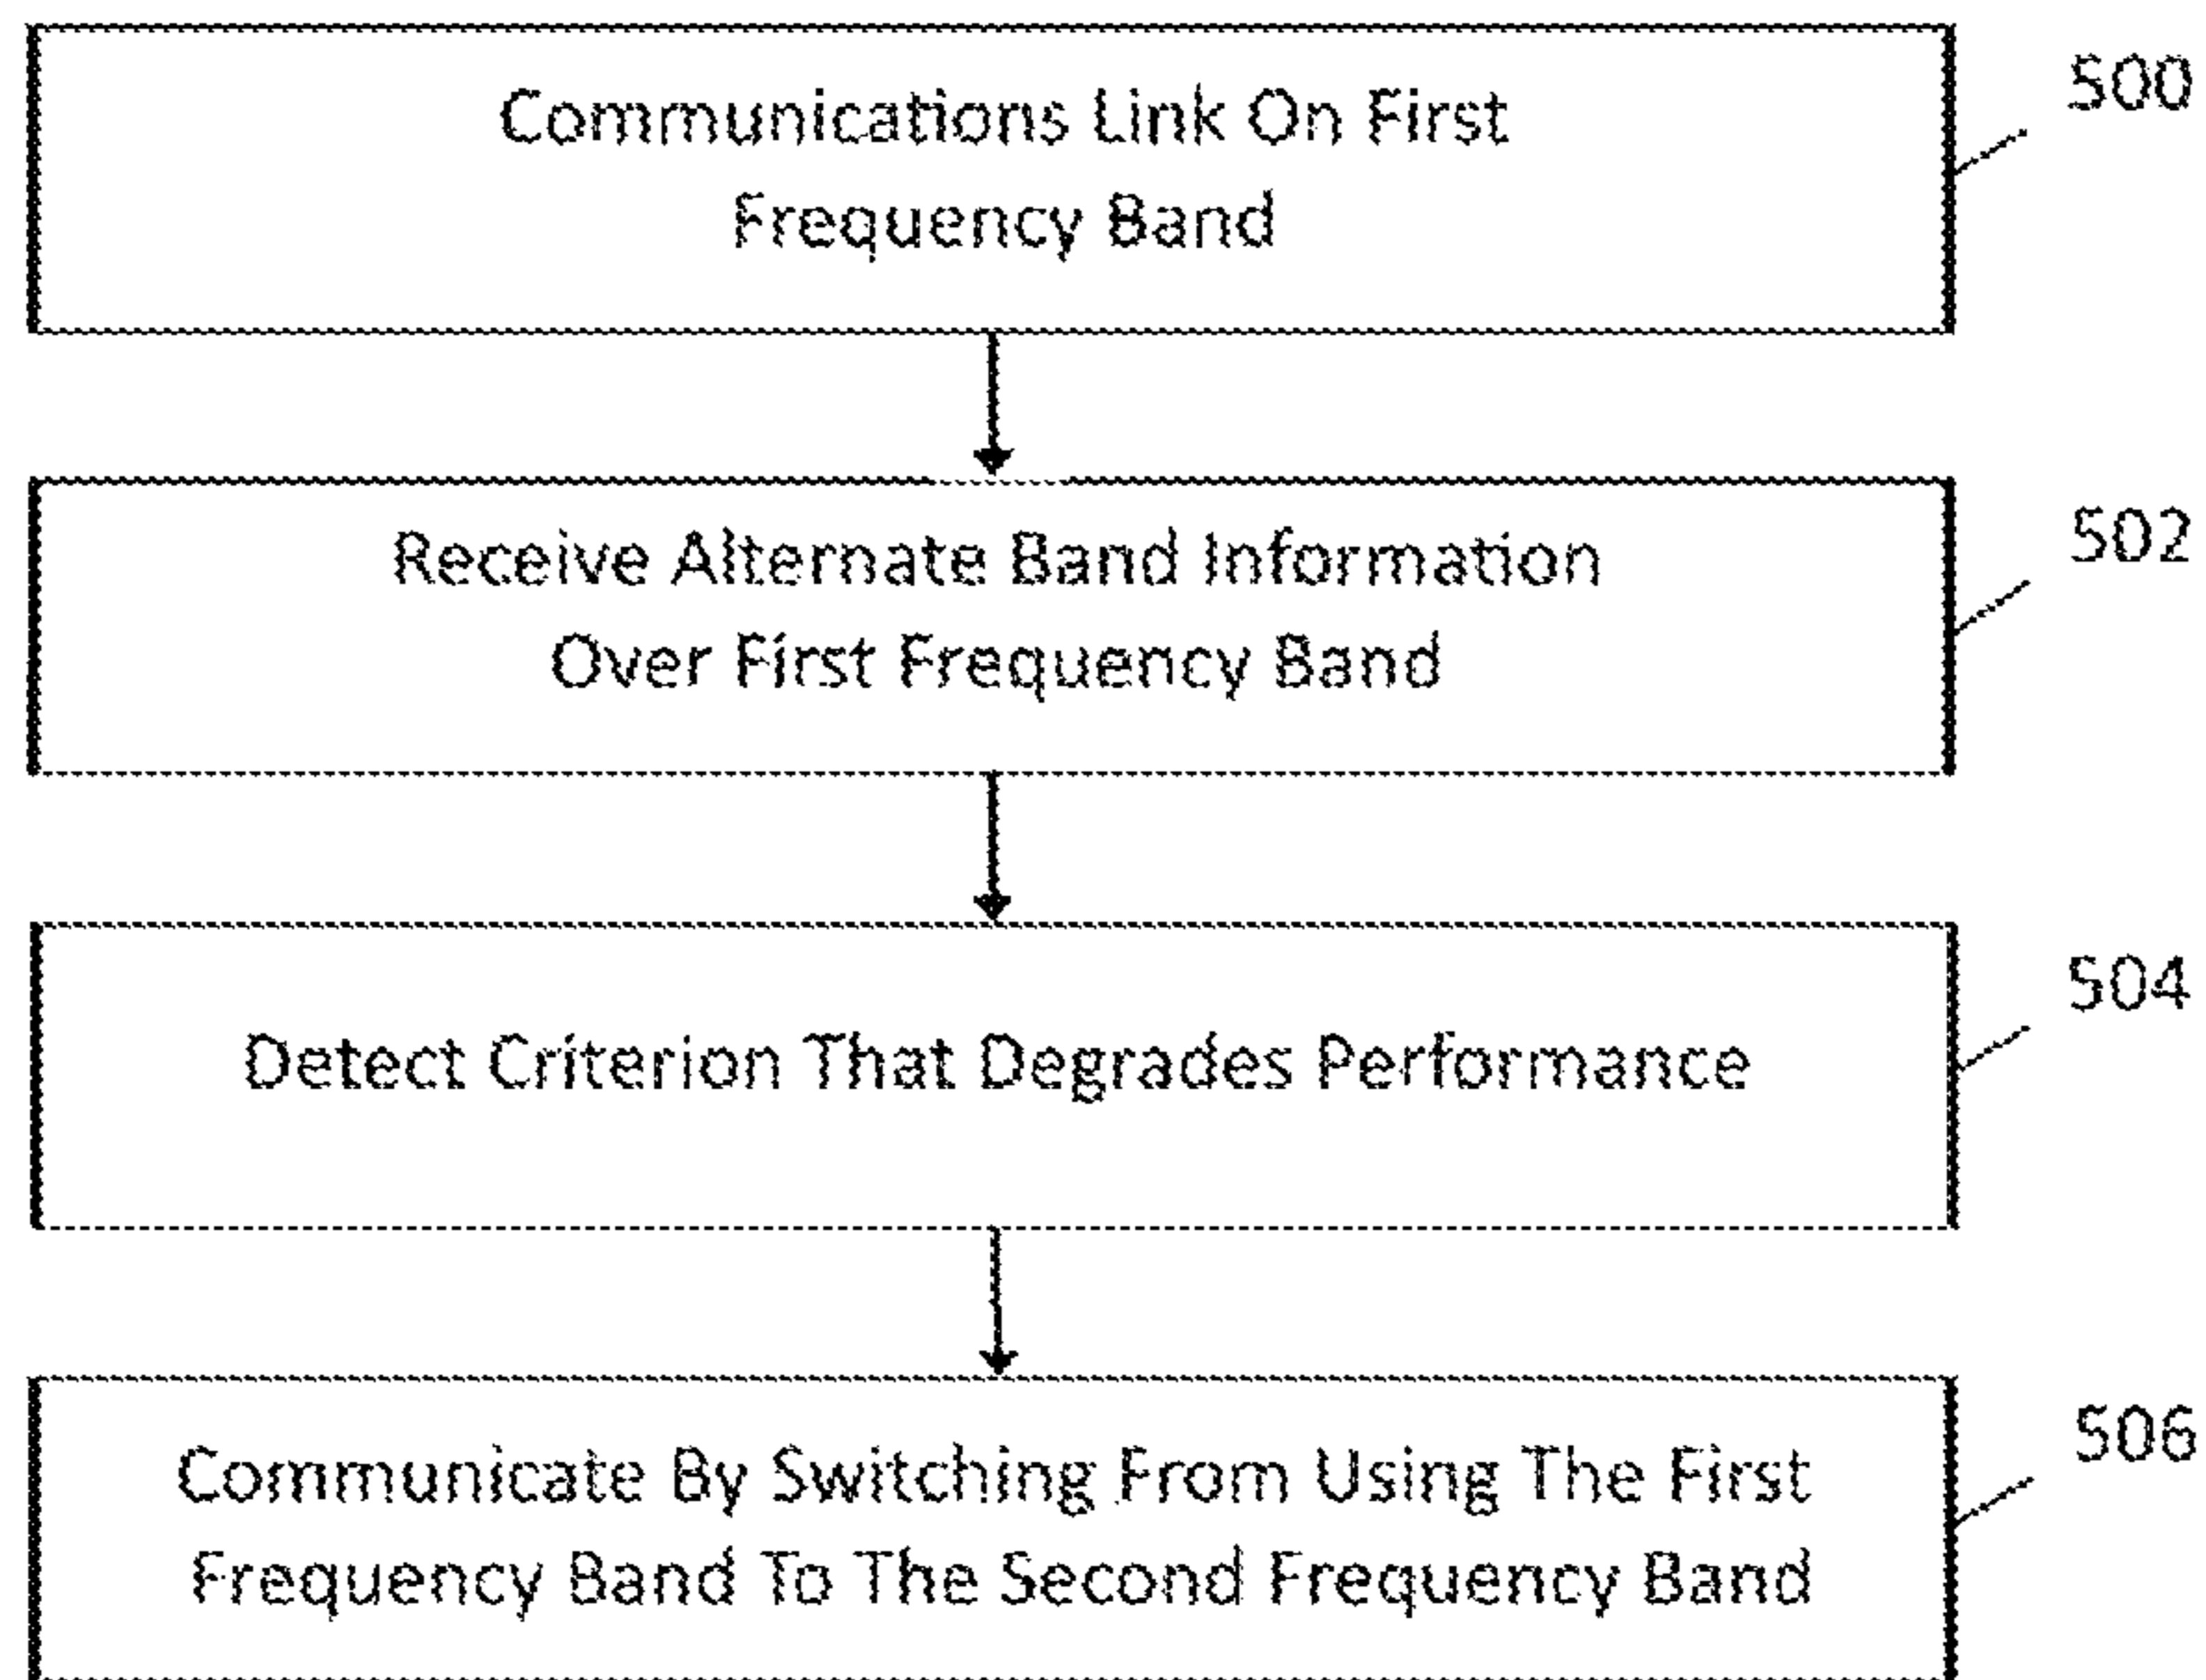 Communications Link On First
Frequency Band
500
Receive Alternate Band Information
Over First Frequency Band
502
Detect Criterion That Degrades Performance
504
Communicate By Switching From Using The First
Frequency Band To The Second Frequency Band
506